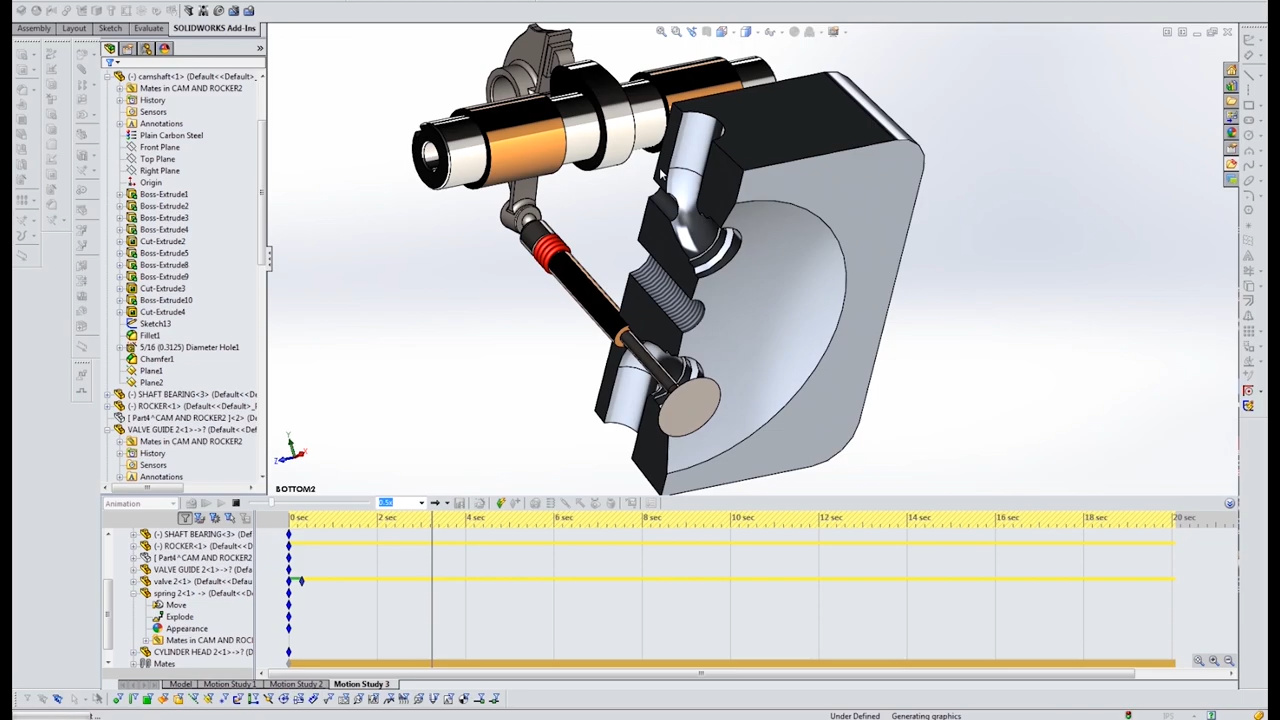 Assembly Layout Sketch Evaluate SOLIDWORKS Add-Ins
(-) camshaft<1> (Default<<Default>_
Mates in CAM AND ROCKER2
History
Sensors
Annotations
Plain Carbon Steel
Front Plane
Top Plane
Right Plane
Origin
Boss-Extrude1
Boss-Extrude2
Boss-Extrude3
Boss-Extrude4
Cut-Extrude2
Boss-Extrude5
Boss-Extrude8
Boss-Extrude9
Cut-Extrude3
Boss-Extrude10
Cut-Extrude4
Sketch13
Fillet1
5/16 (0.3125) Diameter Hole1
Chamfer1
Plane1
Plane2
(-) SHAFT BEARING<3> (Default<<De
(-) ROCKER<1> (Default<<Default>_
[ Part4^CAM AND ROCKER2 ]<2> (D
VALVE GUIDE 2<1>->? (Default<<De
Mates in CAM AND ROCKER2
History
Sensors
Annotations
Y
X
Z
BOTTOM2
Animation
0 sec 2 sec 4 sec 6 sec 8 sec 10 sec 12 sec 14 sec 16 sec 18 sec 20 sec
(-) SHAFT BEARING<3> (Def
(-) ROCKER<1> (Default<<D
[ Part4^CAM AND ROCKER2
VALVE GUIDE 2<1>->? (Def
valve 2<1> (Default<<Defau
spring 2<1> -> (Default<<D
Move
Explode
Appearance
Mates in CAM AND ROCI
CYLINDER HEAD 2<1>->? (D
Mates
Model Motion Study Motion Study 2 Motion Study 3
Under Defined Generating graphics IPS